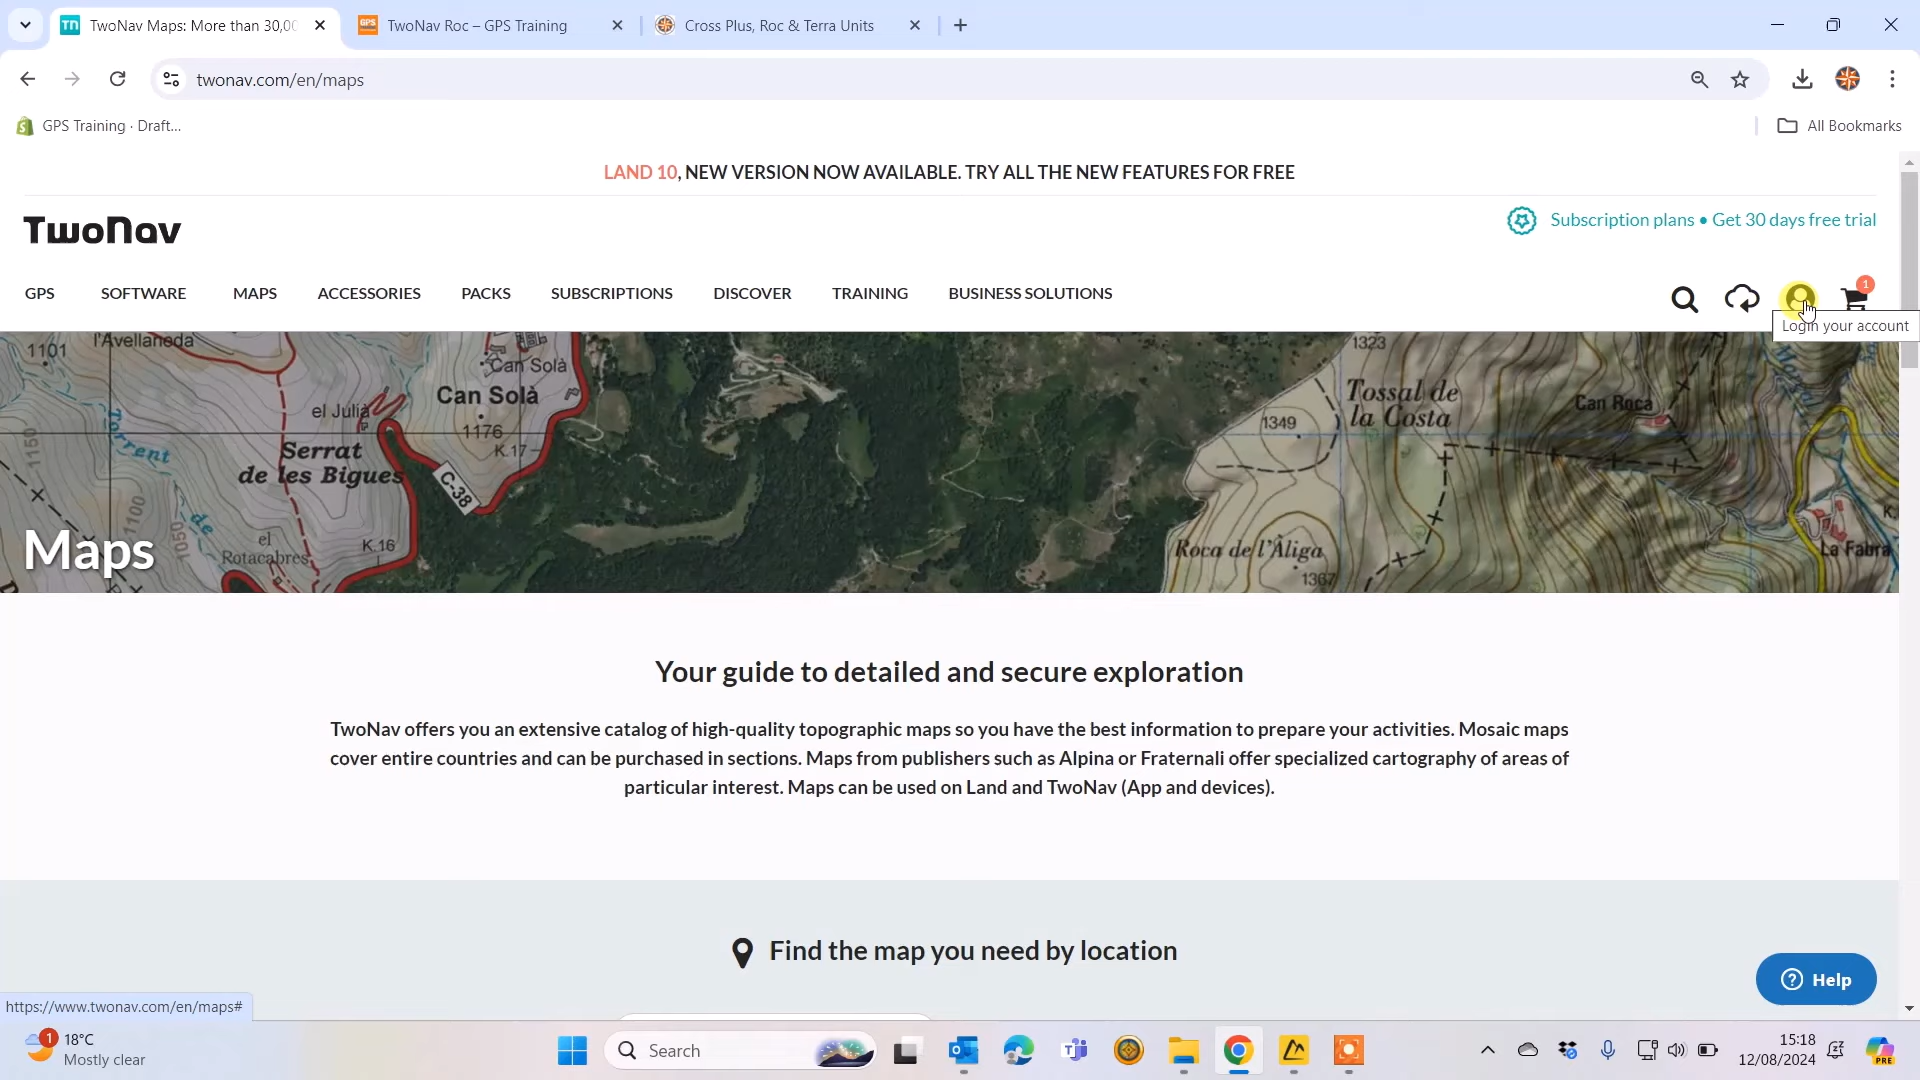 TwoNav Maps: More than 30,00
TwoNav Roc – GPS Training
Cross Plus, Roc & Terra Units
twonav.com/en/maps
GPS Training · Draft...
All Bookmarks
LAND 10, NEW VERSION NOW AVAILABLE. TRY ALL THE NEW FEATURES FOR FREE
TwoNav
Subscription plans • Get 30 days free trial
GPS SOFTWARE MAPS ACCESSORIES PACKS SUBSCRIPTIONS DISCOVER TRAINING BUSINESS SOLUTIONS
1
Login your account
1101
l'Avellaneda
Can Solà
Can Solà
el Julià
1176
K.17
1150
Torrent
Serrat
de les Bigues
C-38
1100
1050
de
el
Rotacabres
K.16
1323
Tossal de
la Costa
Can Roca
1349
Roca de l'Àliga
1367
La Fabra
K.
Maps
Your guide to detailed and secure exploration
TwoNav offers you an extensive catalog of high-quality topographic maps so you have the best information to prepare your activities. Mosaic maps
cover entire countries and can be purchased in sections. Maps from publishers such as Alpina or Fraternali offer specialized cartography of areas of
particular interest. Maps can be used on Land and TwoNav (App and devices).
Find the map you need by location
Help
https://www.twonav.com/en/maps#
1
18°C
Mostly clear
Search
15:18
12/08/2024
PRE